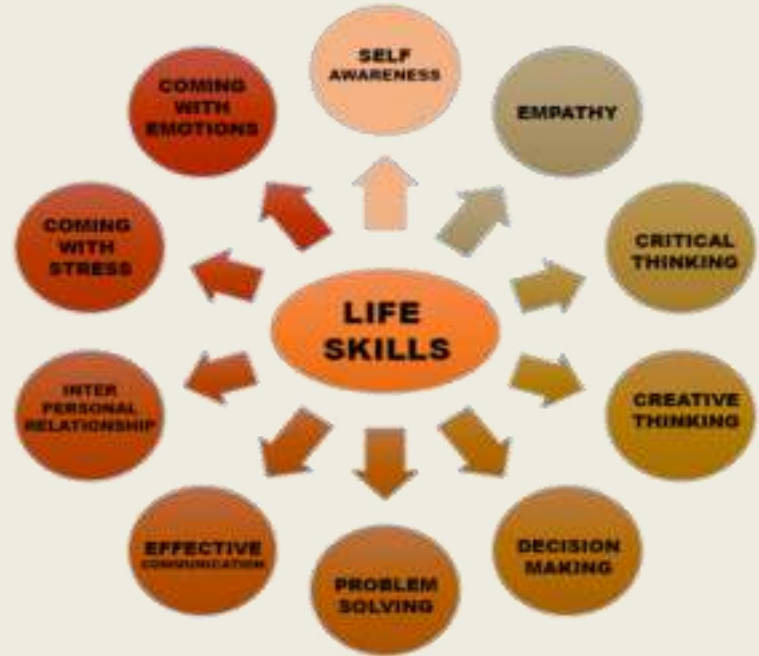 SELF
AWARENESS
EMPATHY
CRITICAL
THINKING
CREATIVE
THINKING
DECISION
MAKING
PROBLEM
SOLVING
EFFECTIVE
COMMUNICATION
INTER
PERSONAL
RELATIONSHIP
COMING
WITH
STRESS
COMING
WITH
EMOTIONS
LIFE
SKILLS